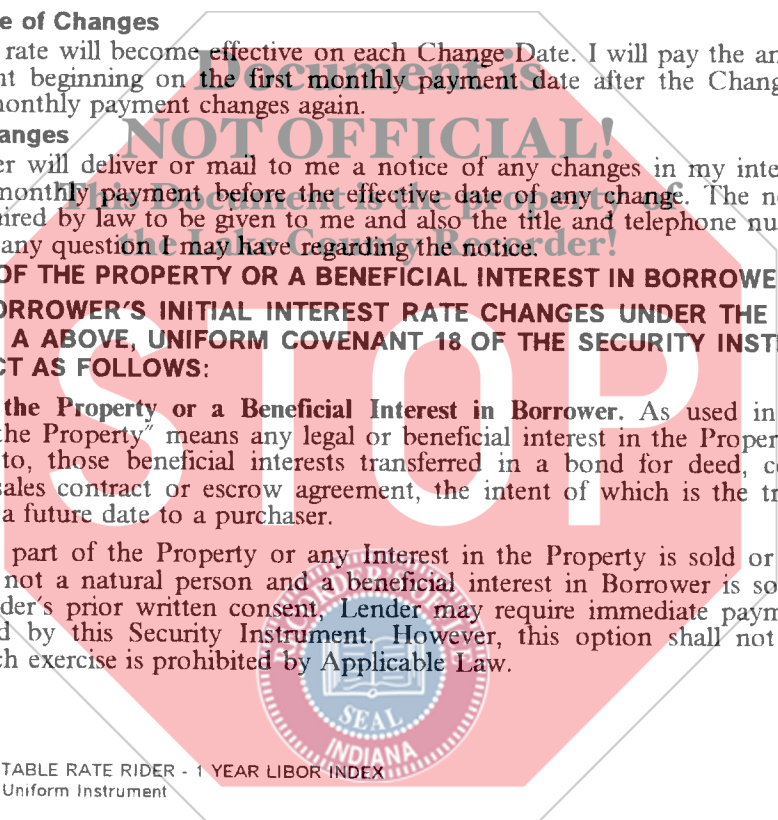 e of Changes
rate will become effective on each Change Date. I will pay the an
nt beginning on the first monthly payment date after the Chang
monthly payment changes again.
anges
er will deliver or mail to me a notice of any changes in my inte
monthly payment before the effective date of any change. The no
ired by law to be given to me and also the title and telephone nu
any question I may have regarding the notice.
OF THE PROPERTY OR A BENEFICIAL INTEREST IN BORROWE
ORROWER'S INITIAL INTEREST RATE CHANGES UNDER THE
A ABOVE, UNIFORM COVENANT 18 OF THE SECURITY INST
CT AS FOLLOWS:
the Property or a Beneficial Interest in Borrower. As used in
the Property" means any legal or beneficial interest in the Proper
to, those beneficial interests transferred in a bond for deed, co
sales contract or escrow agreement, the intent of which is the tr
a future date to a purchaser.
part of the Property or any Interest in the Property is sold or
not a natural person and a beneficial interest in Borrower is so
der's prior written consent, Lender may require immediate paym
d by this Security Instrument. However, this option shall not
ch exercise is prohibited by Applicable Law.
TABLE RATE RIDER - 1 YEAR LIBOR INDEX
Uniform Instrument
Document is
NOT OFFICIAL!
This Document is the property of
the Lake County Recorder!
STOP
RECORDER'S OFFICE
SEAL
INDIANA